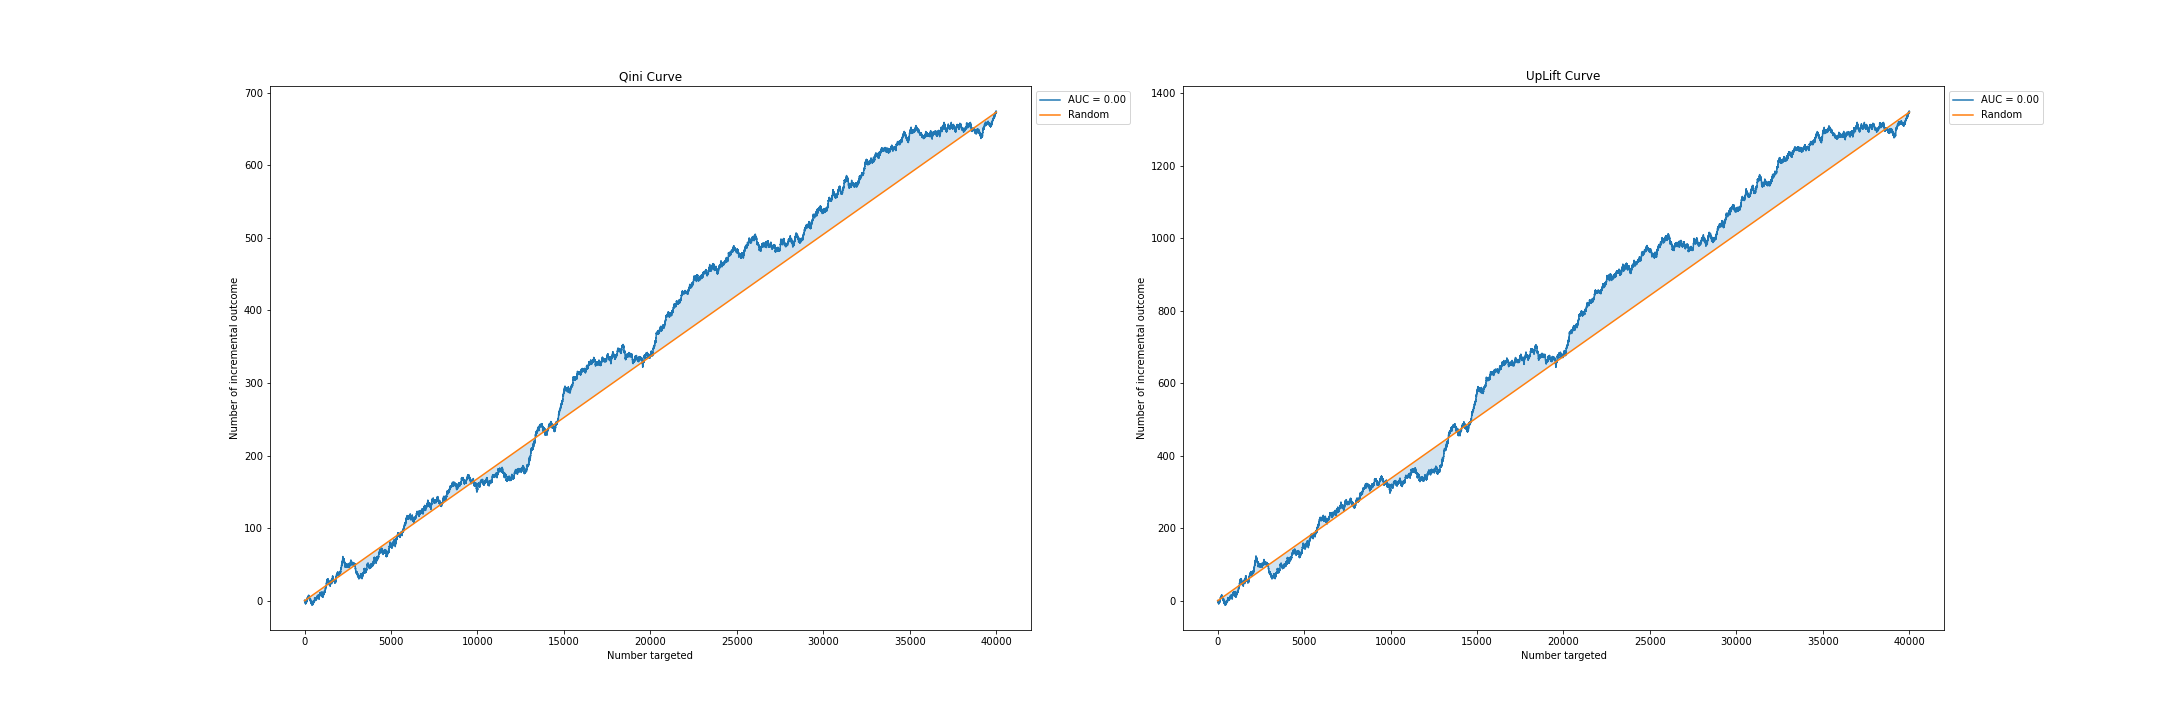 Qini Curve
700
600
500
400
300
200
100
0
Number of incremental outcome
0 5000 10000 15000 20000 25000 30000 35000 40000
Number targeted
AUC = 0.00
Random
UpLift Curve
1400
1200
1000
800
600
400
200
0
Number of incremental outcome
0 5000 10000 15000 20000 25000 30000 35000 40000
Number targeted
AUC = 0.00
Random